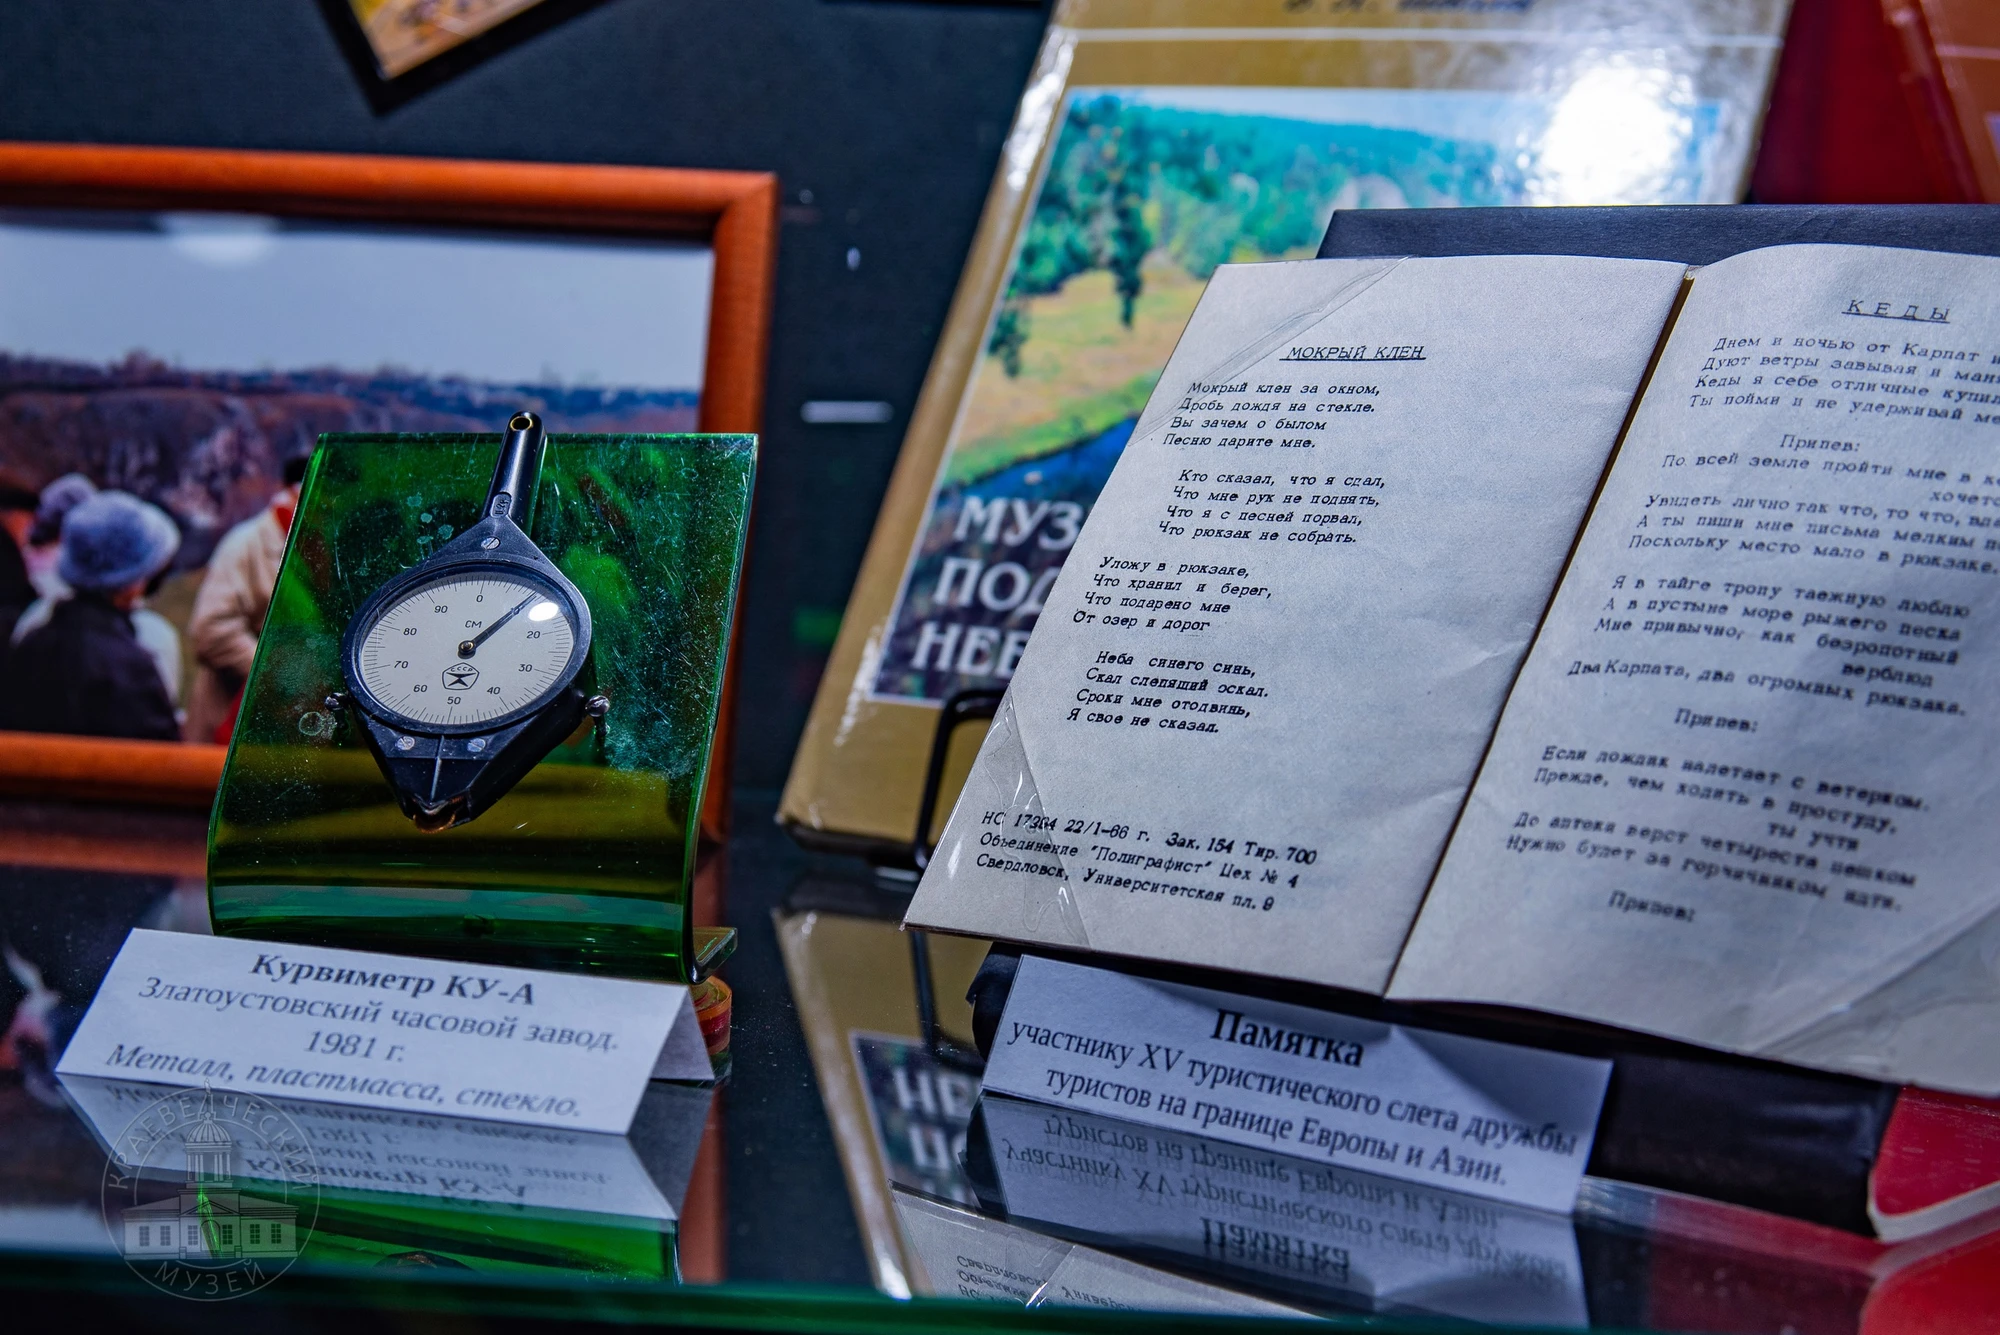 МУЗ
ПОД
НЕБ
0
10
20
30
40
50
60
70
80
90
СМ
СССР
МОКРЫЙ КЛЕН
Мокрый клен за окном,
Дробь дождя на стекле.
Вы зачем о былом
Песню дарите мне.
Кто сказал, что я сдал,
Что мне рук не поднять,
Что я с песней порвал,
Что рюкзак не собрать.
Уложу в рюкзаке,
Что хранил и берег,
Что подарено мне
От озер и дорог
Неба синего синь,
Скал слепящий оскал.
Сроки мне отодвинь,
Я свое не сказал.
НС 17364 22/1-66 г. Зак. 154 Тир. 700
Объединение "Полиграфист" Цех № 4
Свердловск, Университетская пл. 9
КЕДЫ
Днем и ночью от Карпат и
Дуют ветры завывая и ман
Кеды я себе отличные купил
Ты пойми и не удерживай ме
Припев:
По всей земле пройти мне в ке
хочетс
Увидеть лично так что, то что, вда
А ты пиши мне письма мелким п
Поскольку место мало в рюкзаке.
Я в тайге тропу таежную люблю
А в пустыне море рыжего песка
Мне привычно, как безропотный
верблюд
Два Карпата, два огромных рюкзака.
Припев:
Если дождик налетает с ветерком.
Прежде, чем ходить в простуду,
ты учти
До аптеки верст четыреста пешком
Нужно будет за горчичником идти.
Припев:
Курвиметр КУ-А
Златоустовский часовой завод.
1981 г.
Металл, пластмасса, стекло.
Памятка
участнику XV туристического слета дружбы
туристов на границе Европы и Азии.
КРАЕВЕДЧЕСКИЙ
МУЗЕЙ